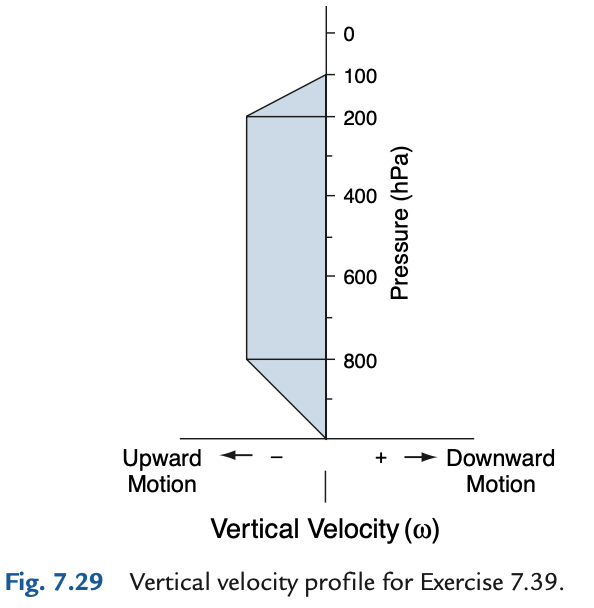 0
100
200
400
600
800
Pressure (hPa)
Upward ← − + → Downward
Motion Motion
Vertical Velocity (ω)
Fig. 7.29 Vertical velocity profile for Exercise 7.39.